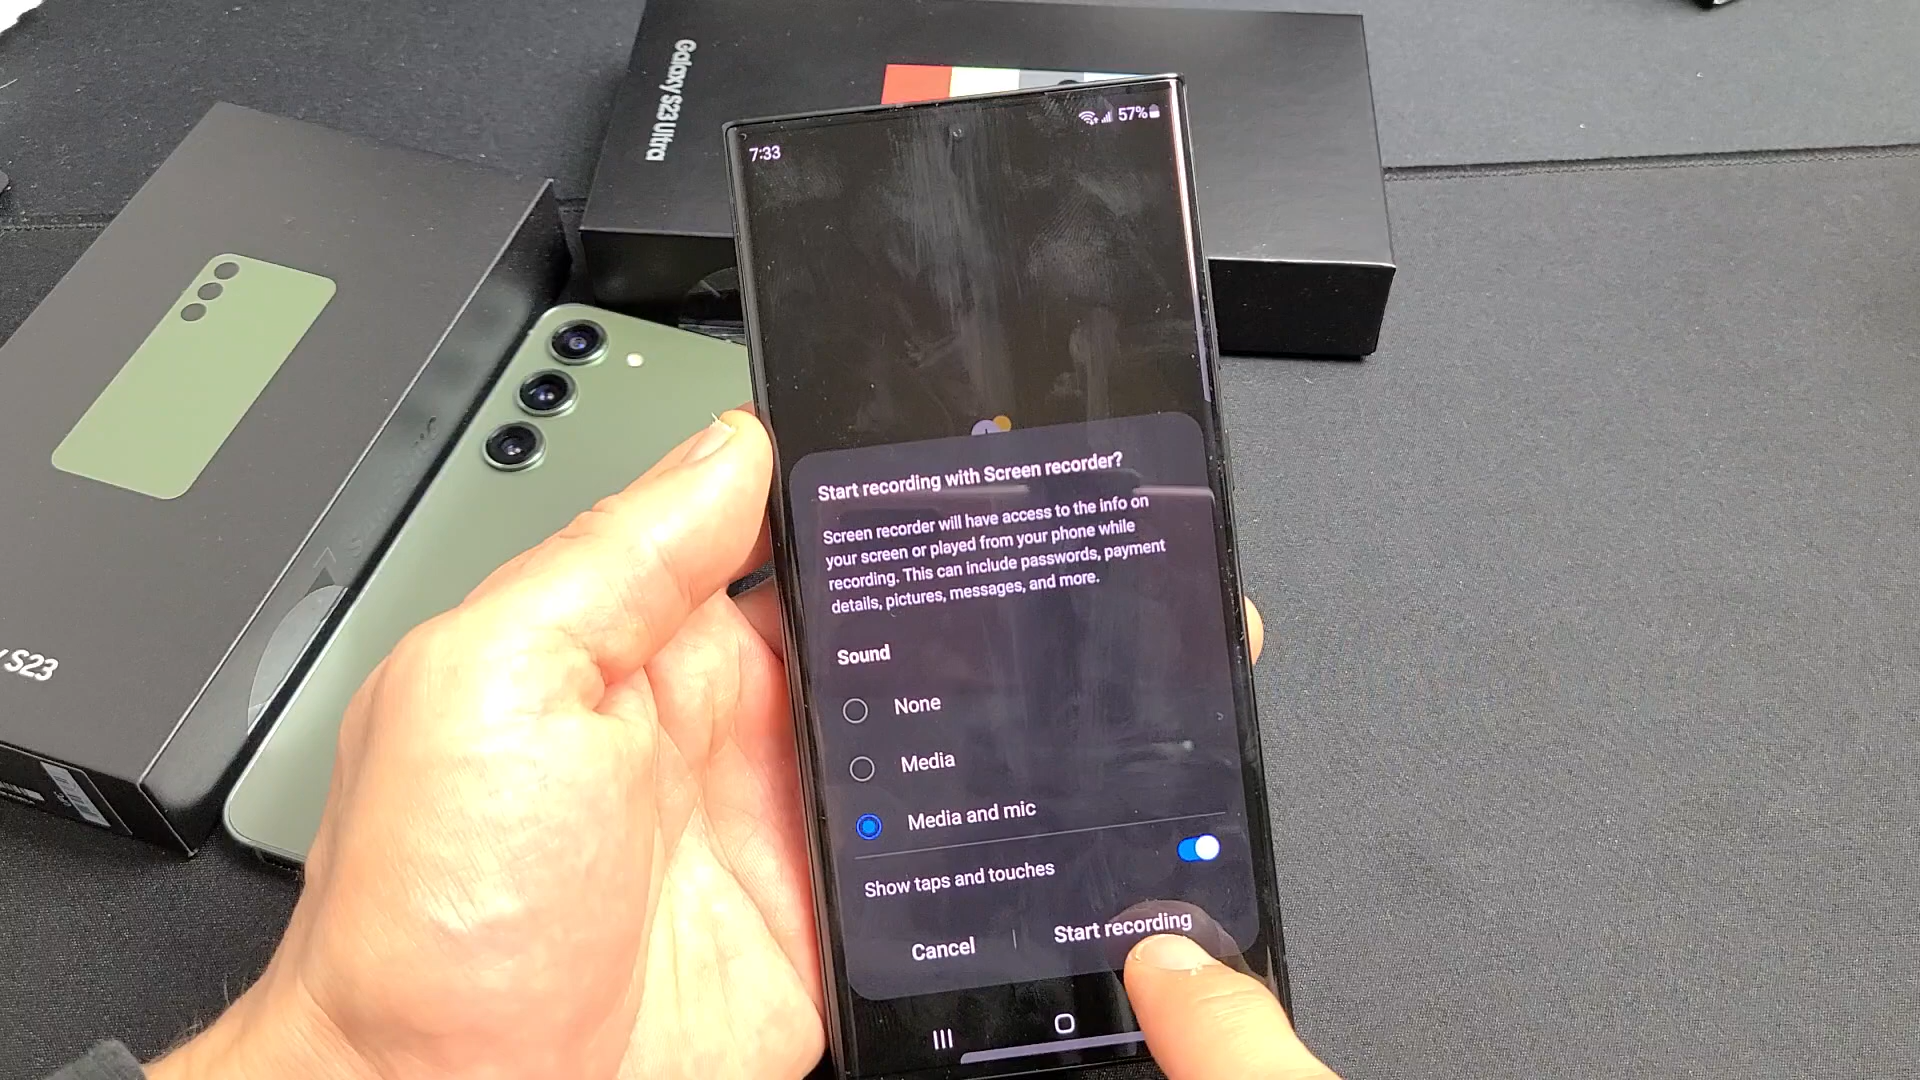 Galaxy S23 Ultra
7:33
57%
Start recording with Screen recorder?
Screen recorder will have access to the info on
your screen or played from your phone while
recording. This can include passwords, payment
details, pictures, messages, and more.
Sound
None
Media
Media and mic
Show taps and touches
Cancel
Start recording
S23